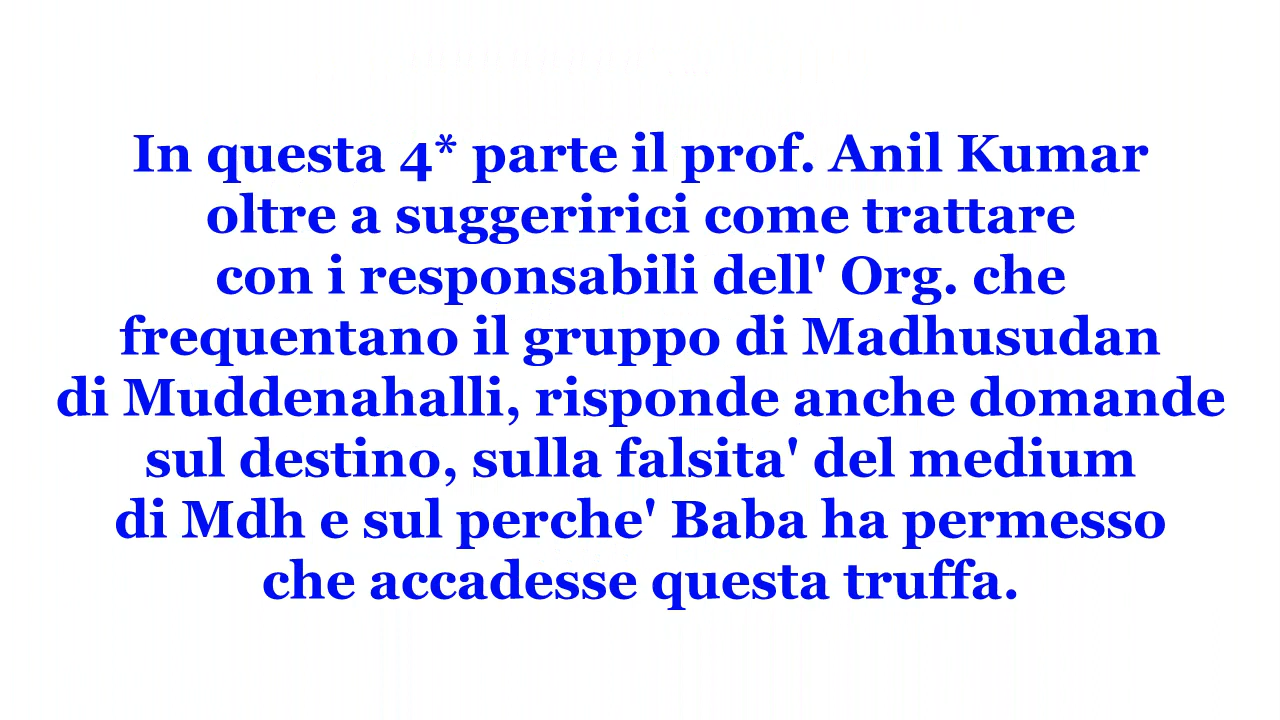 In questa 4* parte il prof. Anil Kumar
oltre a suggeririci come trattare
con i responsabili dell' Org. che
frequentano il gruppo di Madhusudan
di Muddenahalli, risponde anche domande
sul destino, sulla falsita' del medium
di Mdh e sul perche' Baba ha permesso
che accadesse questa truffa.